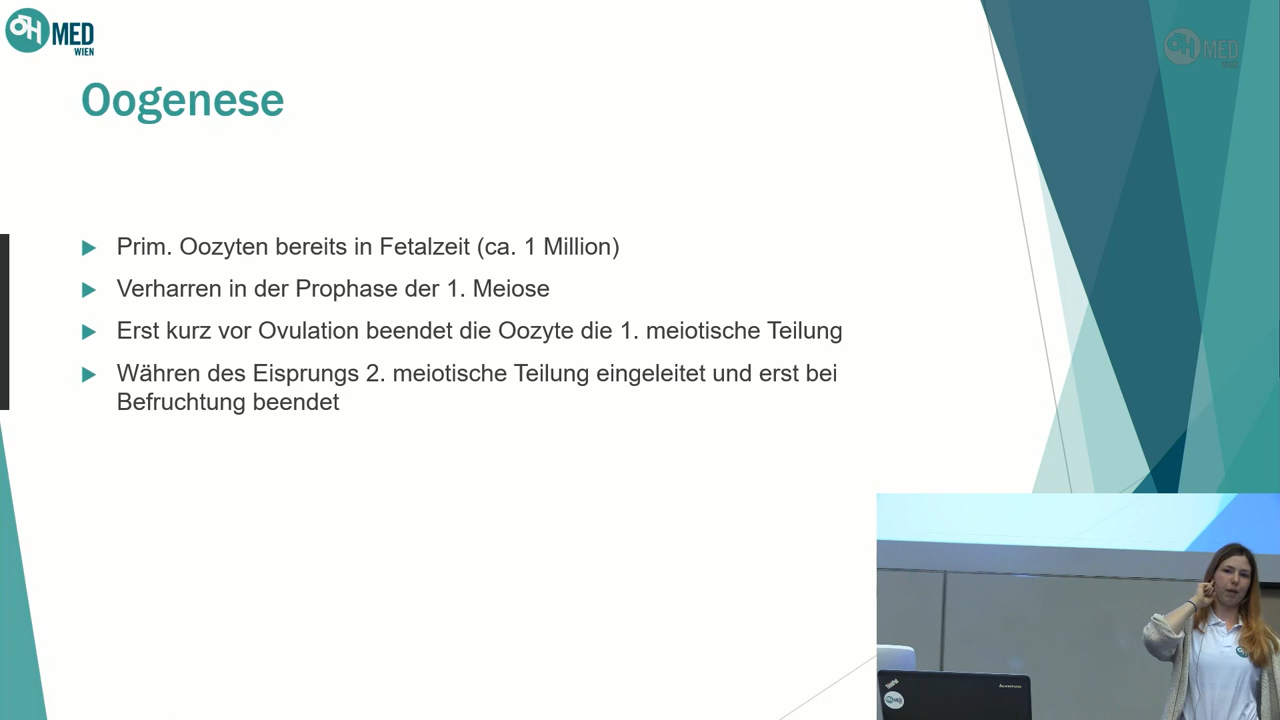 ÖH MED
WIEN
ÖH MED
Oogenese
Prim. Oozyten bereits in Fetalzeit (ca. 1 Million)
Verharren in der Prophase der 1. Meiose
Erst kurz vor Ovulation beendet die Oozyte die 1. meiotische Teilung
Währen des Eisprungs 2. meiotische Teilung eingeleitet und erst bei
Befruchtung beendet